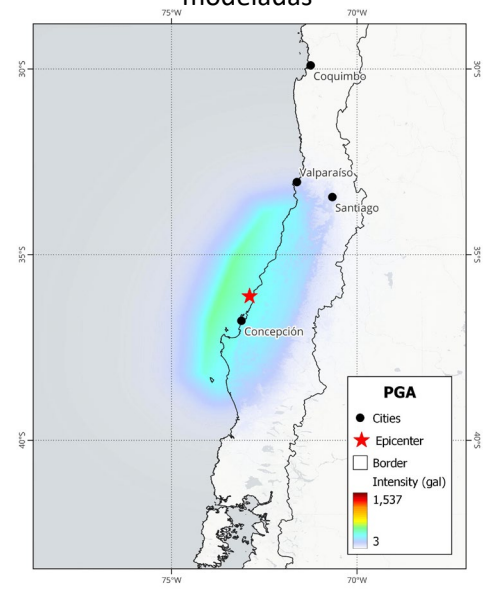 modeladas
75°W 70°W
30°S 30°S
Coquimbo
Valparaíso
Santiago
35°S 35°S
Concepción
PGA
Cities
Epicenter
Border
Intensity (gal)
1,537
3
40°S 40°S
75°W 70°W